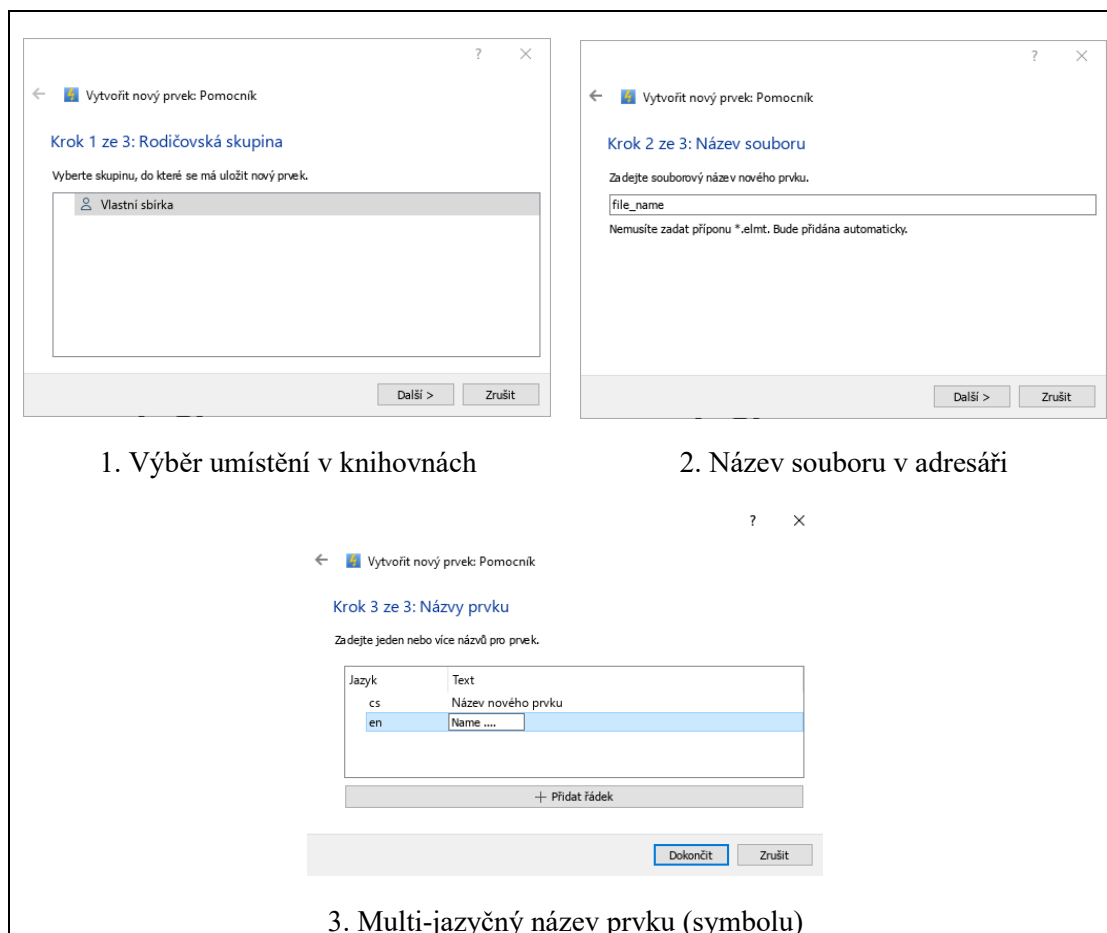 ?
Vytvořit nový prvek: Pomocník
Krok 1 ze 3: Rodičovská skupina
Vyberte skupinu, do které se má uložit nový prvek.
Vlastní sbírka
Další >
Zrušit
1. Výběr umístění v knihovnách
?
Vytvořit nový prvek: Pomocník
Krok 2 ze 3: Název souboru
Zadejte souborový název nového prvku.
file_name
Nemusíte zadat příponu *.elmt. Bude přidána automaticky.
Další >
Zrušit
2. Název souboru v adresáři
?
Vytvořit nový prvek: Pomocník
Krok 3 ze 3: Názvy prvku
Zadejte jeden nebo více názvů pro prvek.
Jazyk Text
cs Název nového prvku
en Name ....
+ Přidat řádek
Dokončit
Zrušit
3. Multi-jazyčný název prvku (symbolu)